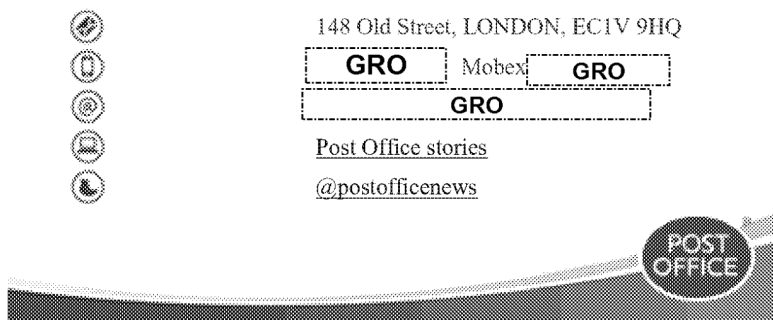 148 Old Street, LONDON, EC1V 9HQ
GRO Mobex GRO
GRO
Post Office stories
@postofficenews
POST
OFFICE